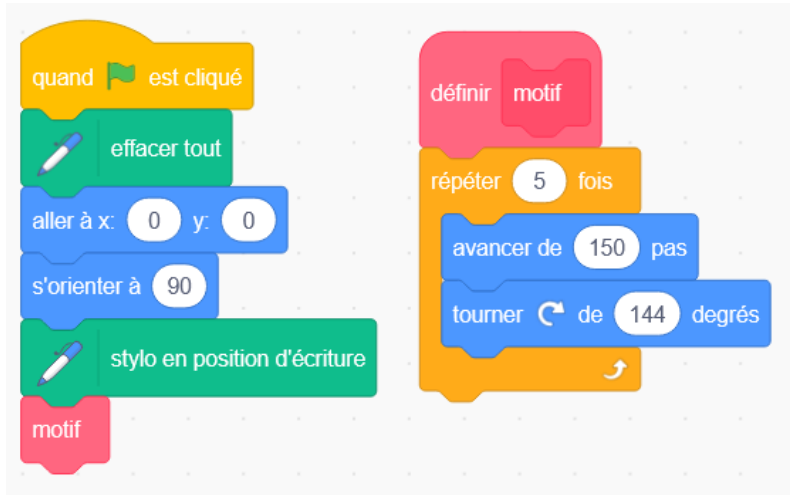 quand est cliqué
effacer tout
aller à x: 0 y: 0
s'orienter à 90
stylo en position d'écriture
motif
définir motif
répéter 5 fois
avancer de 150 pas
tourner de 144 degrés